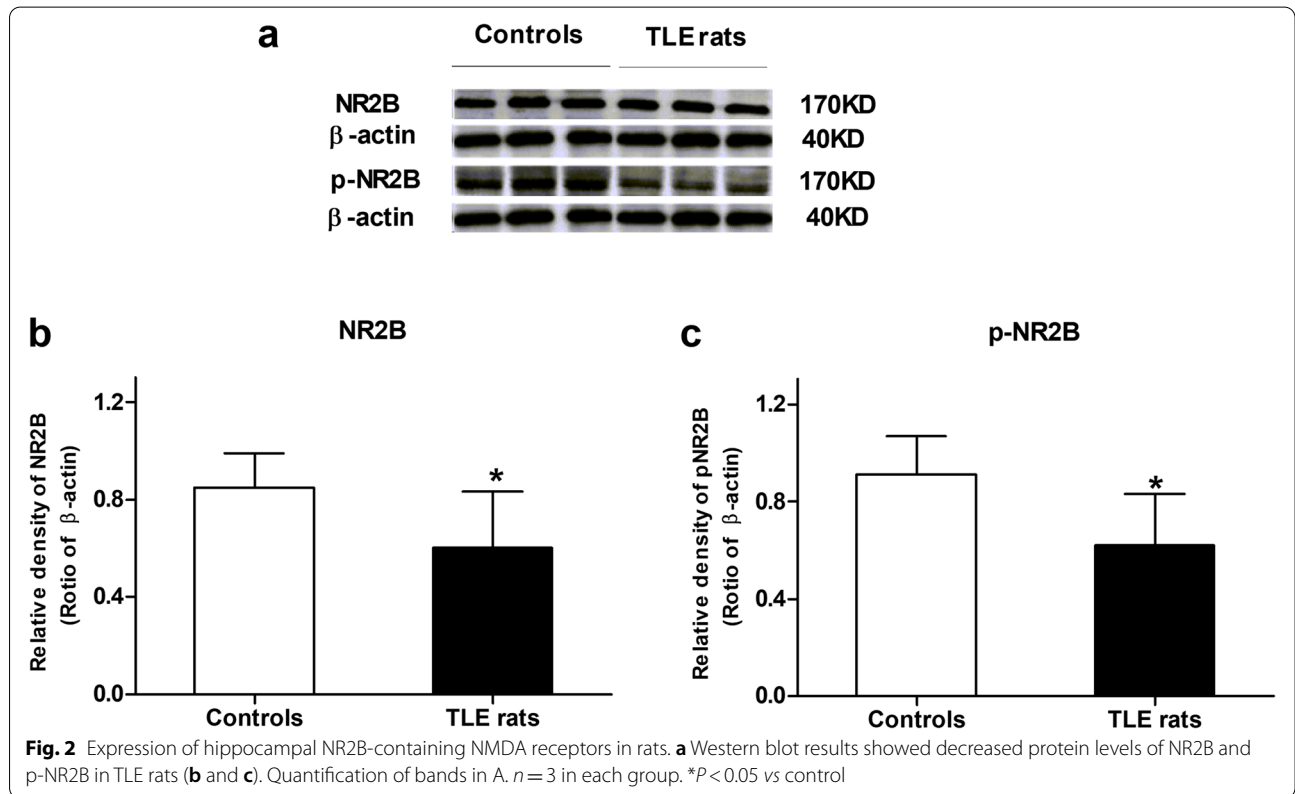 a
Controls TLE rats
NR2B 170KD
β-actin 40KD
p-NR2B 170KD
β-actin 40KD
b
NR2B
Relative density of NR2B
(Rotio of β-actin)
1.2
0.8
0.4
0.0
*
Controls TLE rats
c
p-NR2B
Relative density of pNR2B
(Rotio of β-actin)
1.2
0.8
0.4
0.0
*
Controls TLE rats
Fig. 2 Expression of hippocampal NR2B-containing NMDA receptors in rats. a Western blot results showed decreased protein levels of NR2B and
p-NR2B in TLE rats (b and c). Quantification of bands in A. n = 3 in each group. *P < 0.05 vs control